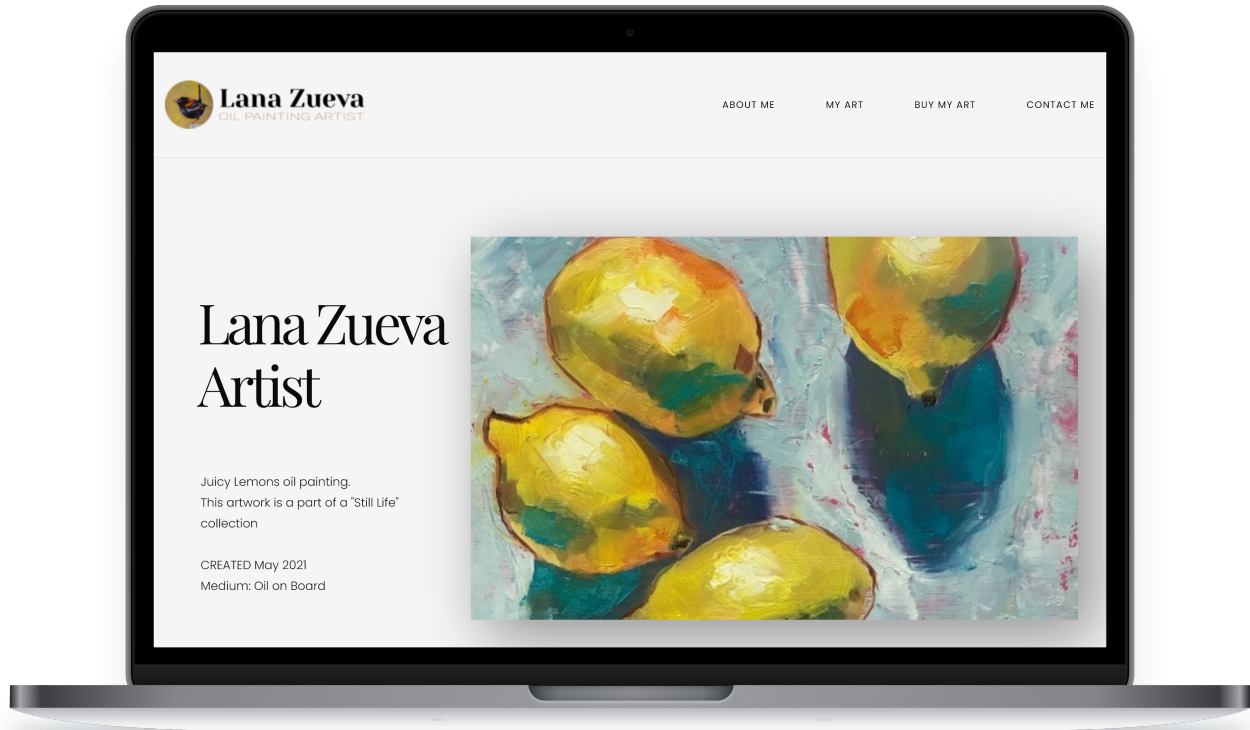 Lana Zueva
OIL PAINTING ARTIST
ABOUT ME
MY ART
BUY MY ART
CONTACT ME
Lana Zueva
Artist
Juicy Lemons oil painting.
This artwork is a part of a "Still Life"
collection
CREATED May 2021
Medium: Oil on Board